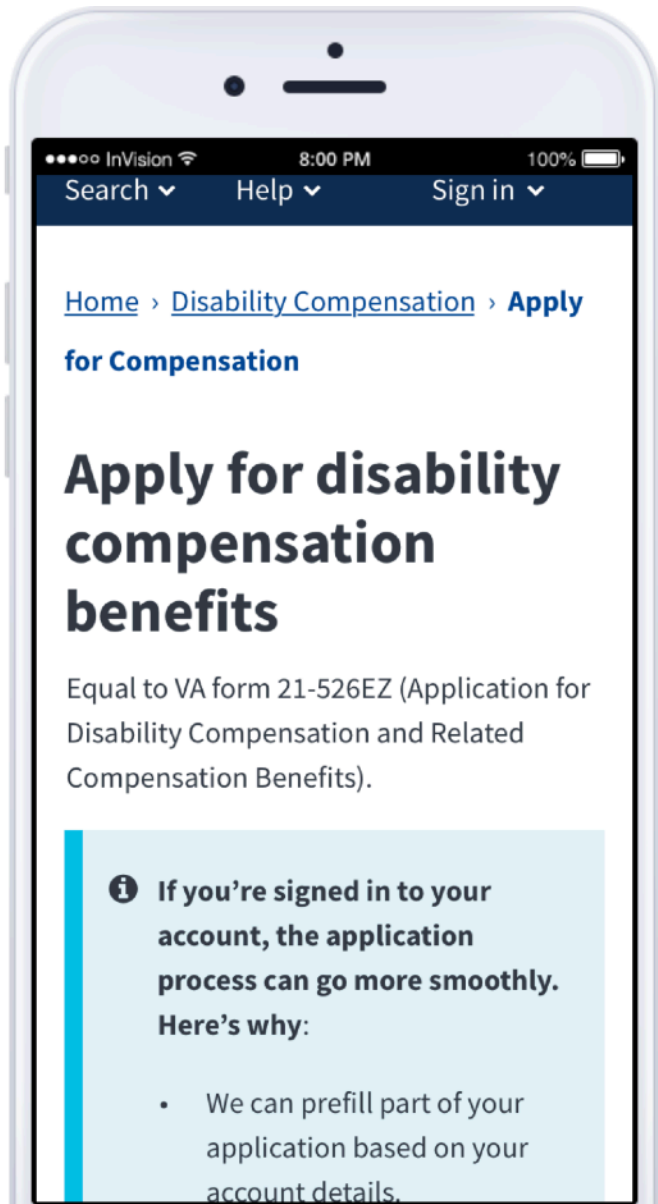 InVision 8:00 PM 100%
Search Help Sign in
Home › Disability Compensation › Apply
for Compensation
Apply for disability
compensation
benefits
Equal to VA form 21-526EZ (Application for
Disability Compensation and Related
Compensation Benefits).
If you’re signed in to your
account, the application
process can go more smoothly.
Here’s why:
• We can prefill part of your
application based on your
account details.